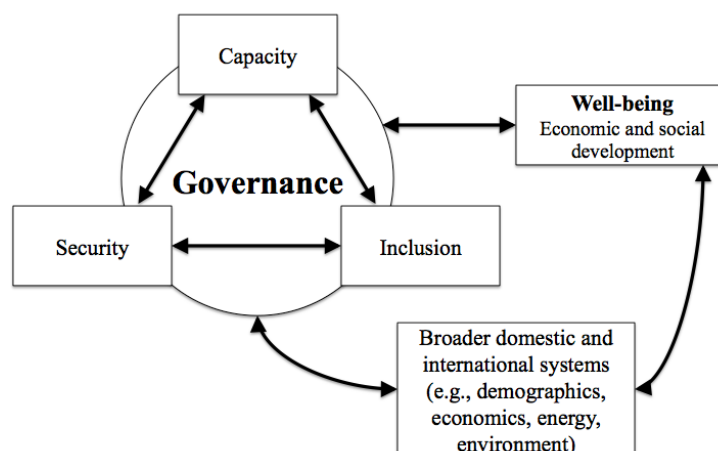 Capacity
Well-being
Economic and social
development
Governance
Security
Inclusion
Broader domestic and
international systems
(e.g., demographics,
economics, energy,
environment)